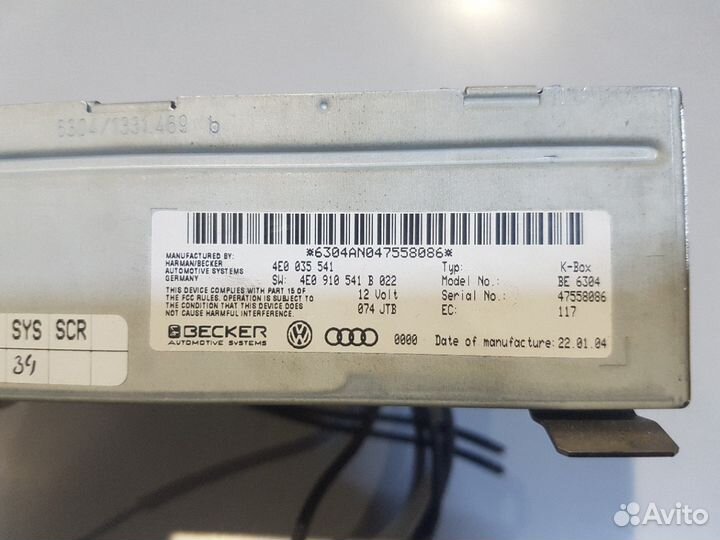 6304/1331.469 b
*6304AN047558086*
MANUFACTURED BY:
HARMAN/BECKER
AUTOMOTIVE SYSTEMS
GERMANY
4E0 035 541
SW: 4E0 910 541 B 022
Typ: K-Box
Model No.: BE 6304
THIS DEVICE COMPLIES WITH PART 15 OF
THE FCC RULES. OPERATION IS SUBJECT TO
THE CONDITION THAT THIS DEVICE DOES
NOT CAUSE HARMFUL INTERFERENCE.
12 Volt
074 JTB
Serial No.: 47558086
EC: 117
BECKER
AUTOMOTIVE SYSTEMS
0000
Date of manufacture: 22.01.04
SYS SCR
34
Avito